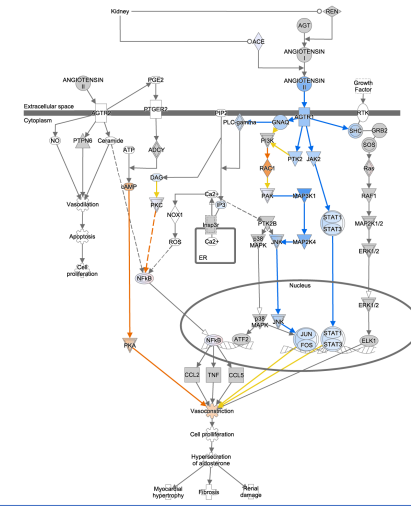 Kidney
REN
AGT
ACE
ANGIOTENSIN
I
ANGIOTENSIN
II
PGE2
ANGIOTENSIN
II
Growth
Factor
Extracellular space
Cytoplasm
AGTR2
PTGER2
PIP2
AGTR1
RTK
PLC-gamma
GNAQ
SHC
GRB2
NO
PTPN6
Ceramide
ATP
ADCY
PI3K
SOS
PTK2
JAK2
DAG
RAC1
Ras
cAMP
PKC
Ca2+
IP3
PAK
MAP3K1
RAF1
Vasodilation
NOX1
Insp3r
PTK2B
STAT1
STAT3
MAP2K1/2
Apoptosis
ROS
Ca2+
p38
MAPK
JNK
MAP2K4
ERK1/2
Cell
proliferation
ER
NFkB
Nucleus
ERK1/2
p38
MAPK
JNK
PKA
NFkB
ATF2
JUN
FOS
STAT1
STAT3
ELK1
CCL2
TNF
CCL5
Vasoconstriction
Cell proliferation
Hypersecretion
of aldosterone
Myocardial
hypertrophy
Fibrosis
Renal
damage